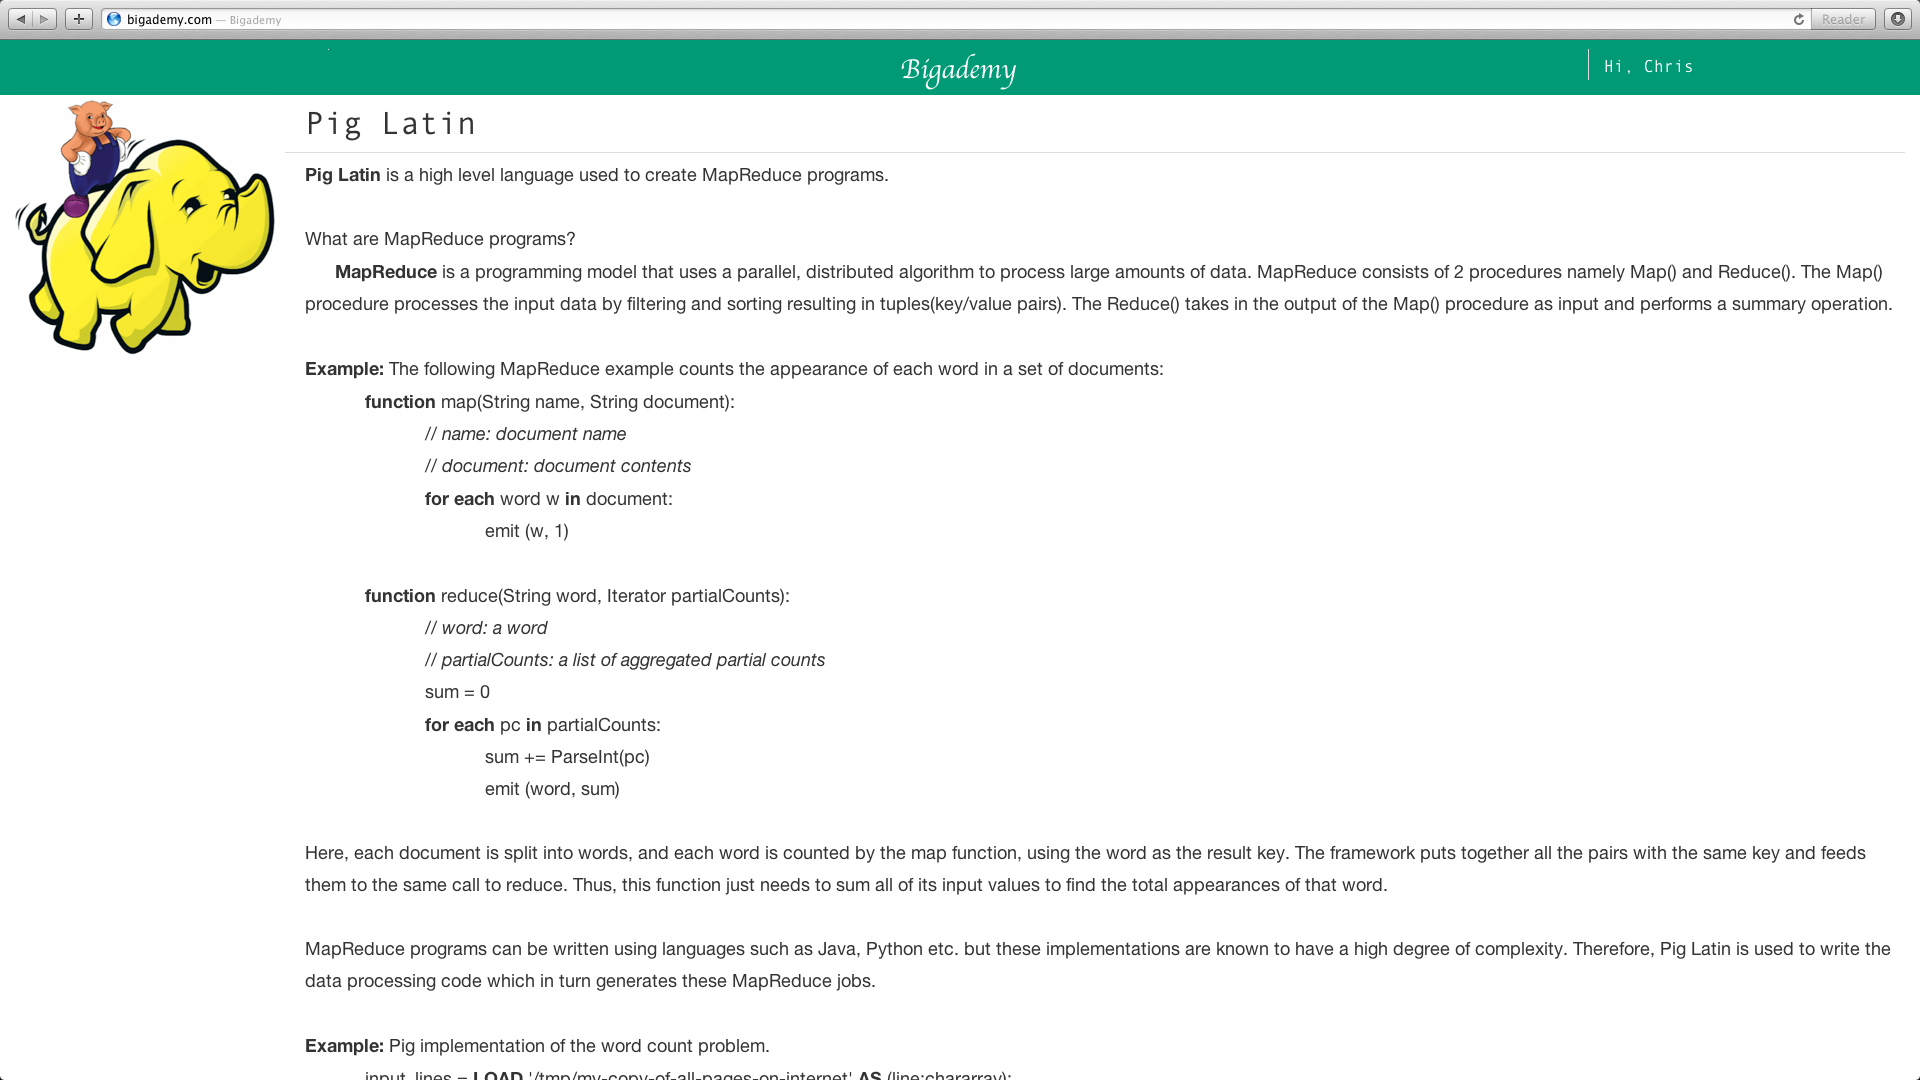 bigademy.com — Bigademy
Reader
Bigademy
Hi, Chris
Pig Latin
Pig Latin is a high level language used to create MapReduce programs.
What are MapReduce programs?
MapReduce is a programming model that uses a parallel, distributed algorithm to process large amounts of data. MapReduce consists of 2 procedures namely Map() and Reduce(). The Map()
procedure processes the input data by filtering and sorting resulting in tuples(key/value pairs). The Reduce() takes in the output of the Map() procedure as input and performs a summary operation.
Example: The following MapReduce example counts the appearance of each word in a set of documents:
function map(String name, String document):
// name: document name
// document: document contents
for each word w in document:
emit (w, 1)
function reduce(String word, Iterator partialCounts):
// word: a word
// partialCounts: a list of aggregated partial counts
sum = 0
for each pc in partialCounts:
sum += ParseInt(pc)
emit (word, sum)
Here, each document is split into words, and each word is counted by the map function, using the word as the result key. The framework puts together all the pairs with the same key and feeds
them to the same call to reduce. Thus, this function just needs to sum all of its input values to find the total appearances of that word.
MapReduce programs can be written using languages such as Java, Python etc. but these implementations are known to have a high degree of complexity. Therefore, Pig Latin is used to write the
data processing code which in turn generates these MapReduce jobs.
Example: Pig implementation of the word count problem.
input_lines = LOAD '/tmp/my-copy-of-all-pages-on-internet' AS (line:chararray);